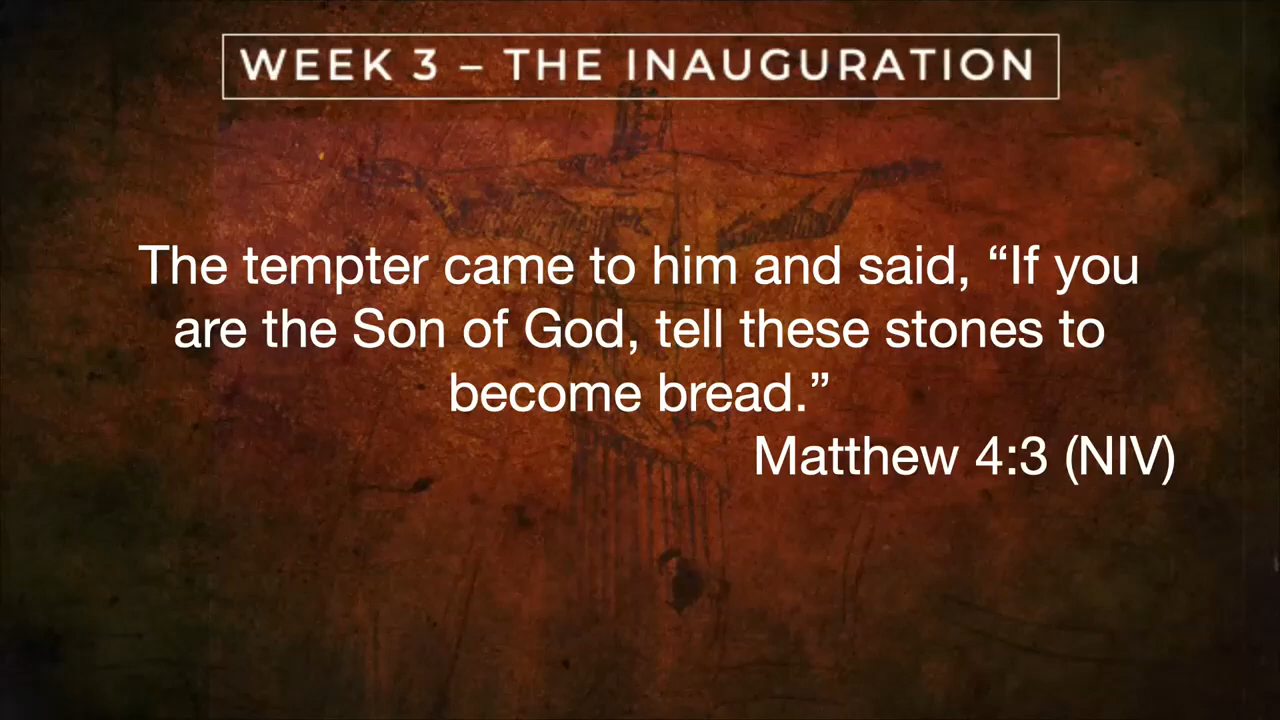 WEEK 3 – THE INAUGURATION
The tempter came to him and said, “If you
are the Son of God, tell these stones to
become bread.”
Matthew 4:3 (NIV)